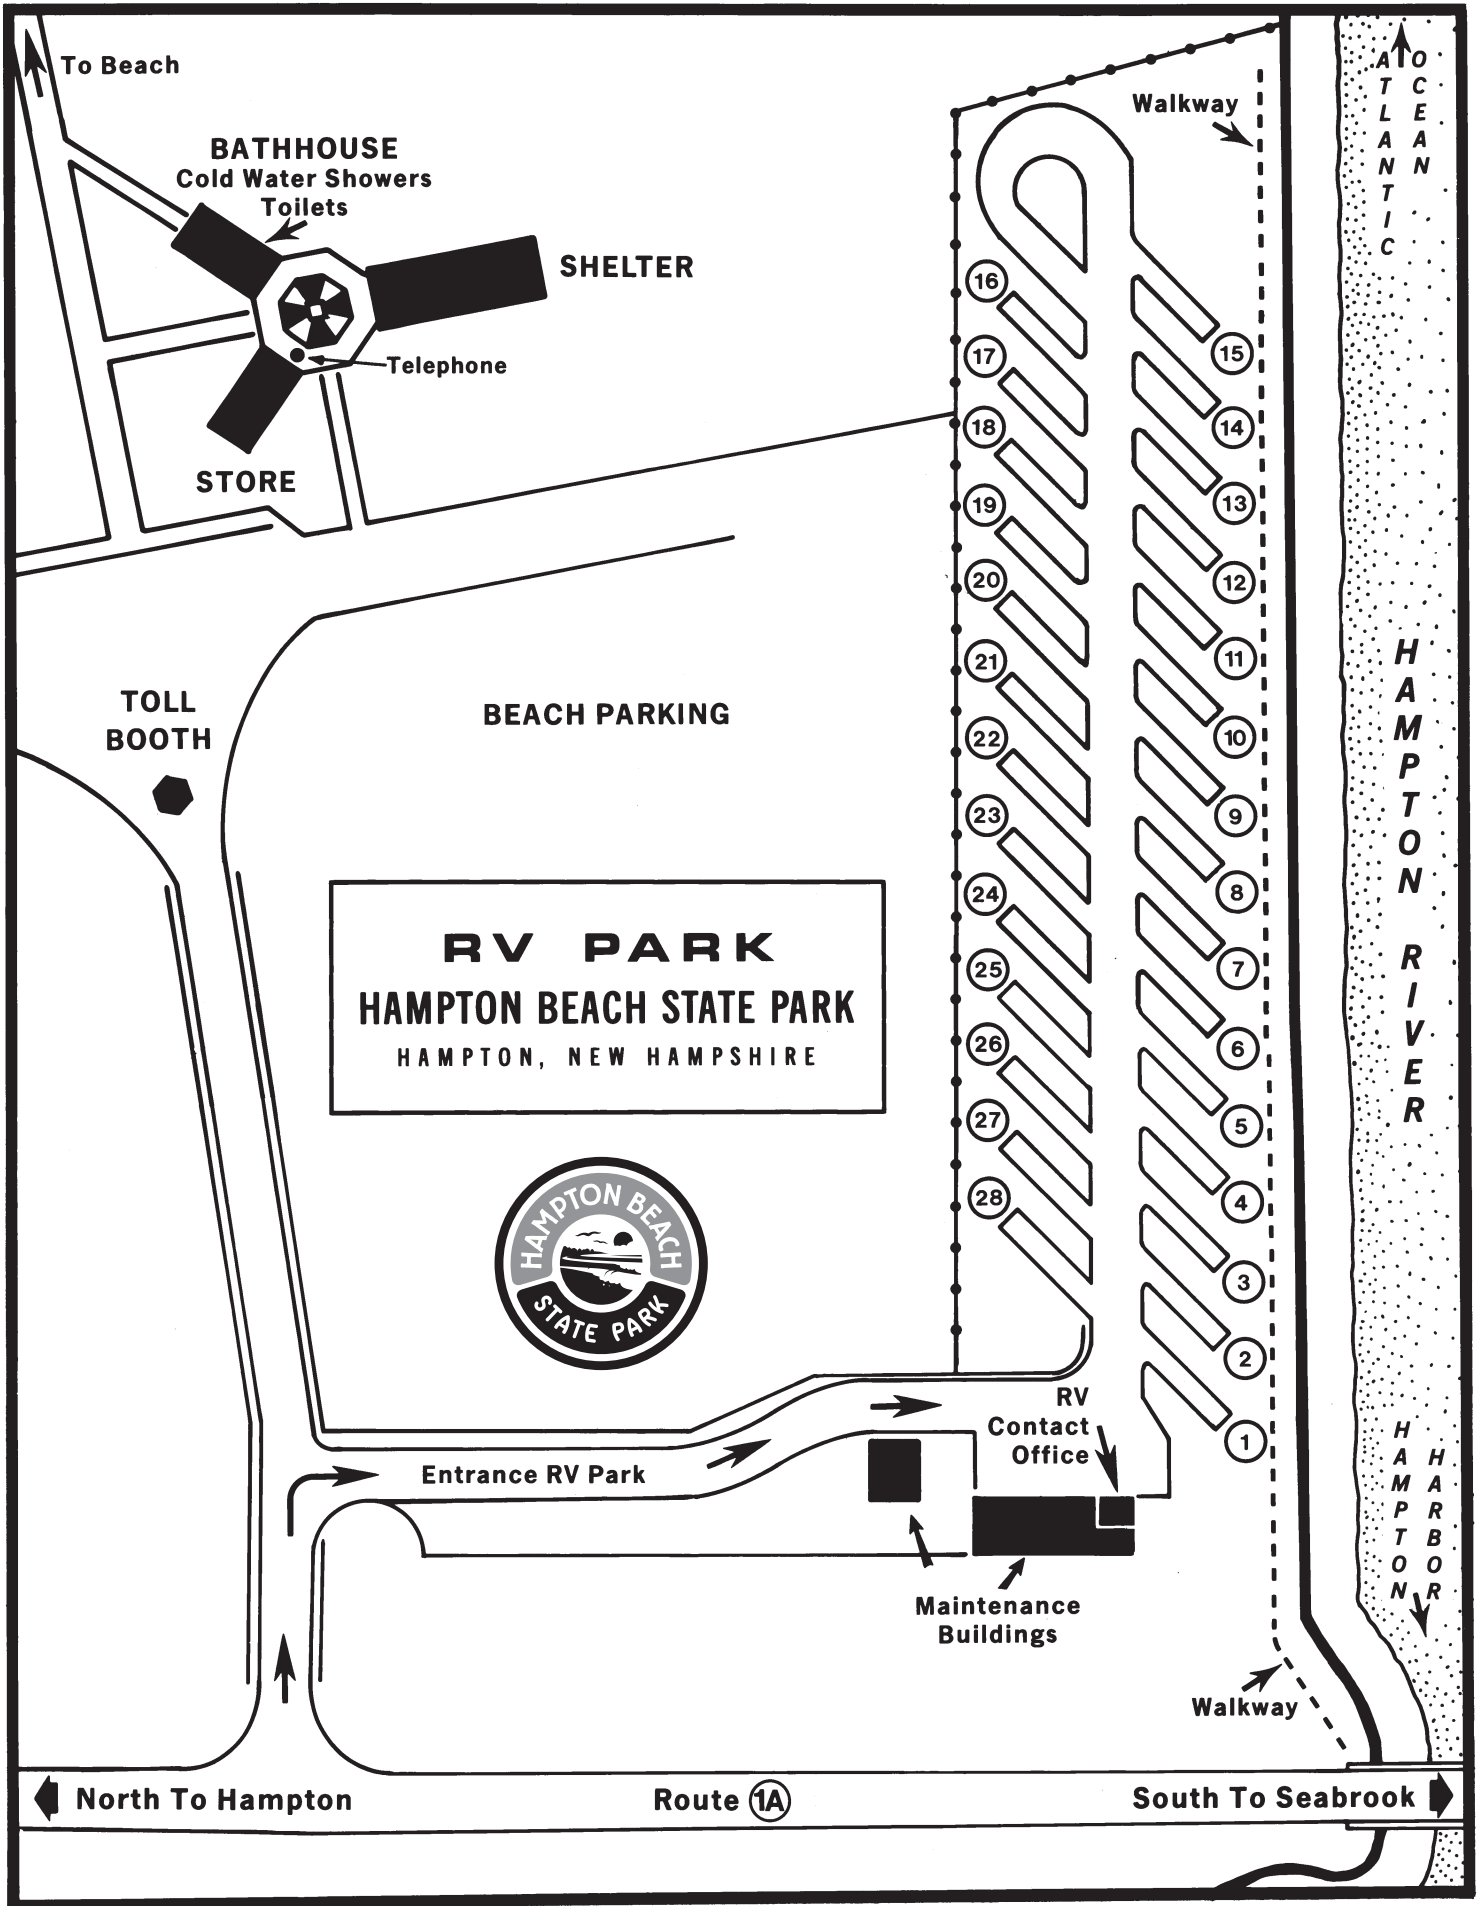 To Beach
BATHHOUSE
Cold Water Showers
Toilets
SHELTER
Telephone
STORE
TOLL
BOOTH
BEACH PARKING
RV PARK
HAMPTON BEACH STATE PARK
HAMPTON, NEW HAMPSHIRE
HAMPTON BEACH
STATE PARK
Walkway
ATLANTIC
OCEAN
HAMPTON RIVER
HAMPTON
HARBOR
16
17
18
19
20
21
22
23
24
25
26
27
28
15
14
13
12
11
10
9
8
7
6
5
4
3
2
1
RV
Contact
Office
Entrance RV Park
Maintenance
Buildings
Walkway
North To Hampton
Route 1A
South To Seabrook